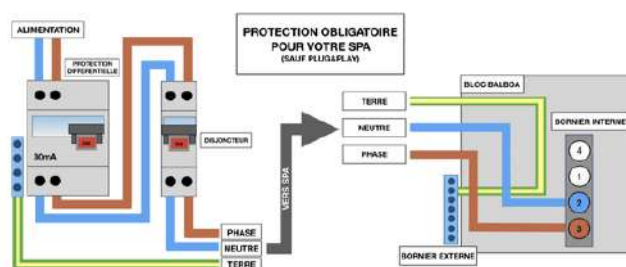 ALIMENTATION
PROTECTION
DIFFERENTIELLE
30mA
DISJONCTEUR
PHASE
NEUTRE
TERRE
PROTECTION OBLIGATOIRE
POUR VOTRE SPA
(SAUF PLUG&PLAY)
VERS SPA
TERRE
NEUTRE
PHASE
BLOC BALBOA
BORNIER INTERNE
4
1
2
3
BORNIER EXTERNE